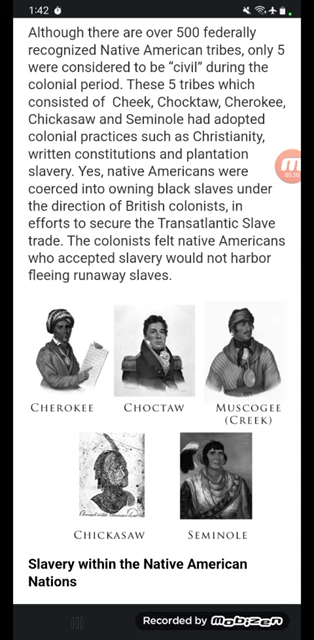 1:42
Although there are over 500 federally
recognized Native American tribes, only 5
were considered to be “civil” during the
colonial period. These 5 tribes which
consisted of Cheek, Chocktaw, Cherokee,
Chickasaw and Seminole had adopted
colonial practices such as Christianity,
written constitutions and plantation
slavery. Yes, native Americans were
coerced into owning black slaves under
the direction of British colonists, in
efforts to secure the Transatlantic Slave
trade. The colonists felt native Americans
who accepted slavery would not harbor
fleeing runaway slaves.
CHEROKEE CHOCTAW MUSCOGEE
(CREEK)
CHICKASAW SEMINOLE
Slavery within the Native American
Nations
Recorded by mobizen